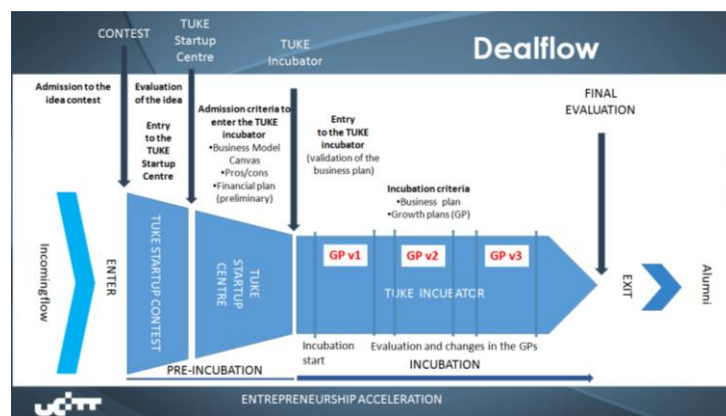 CONTEST
TUKE
Startup
Centre
TUKE
Incubator
Dealflow
Admission to the
idea contest
Evaluation
of the idea
Entry
to the
TUKE
Startup
Centre
Admission criteria to
enter the TUKE
incubator
•Business Model
Canvas
•Pros/cons
•Financial plan
(preliminary)
Entry
to the TUKE
incubator
(validation of the
business plan)
Incubation criteria
•Business plan
•Growth plans (GP)
FINAL
EVALUATION
Incomingflow
ENTER
TUKE STARTUP CONTEST
TUKE
STARTUP
CENTRE
GP v1
GP v2
GP v3
TUKE INCUBATOR
EXIT
Alumni
Incubation
start
Evaluation and changes in the GPs
PRE-INCUBATION
INCUBATION
ENTREPRENEURSHIP ACCELERATION